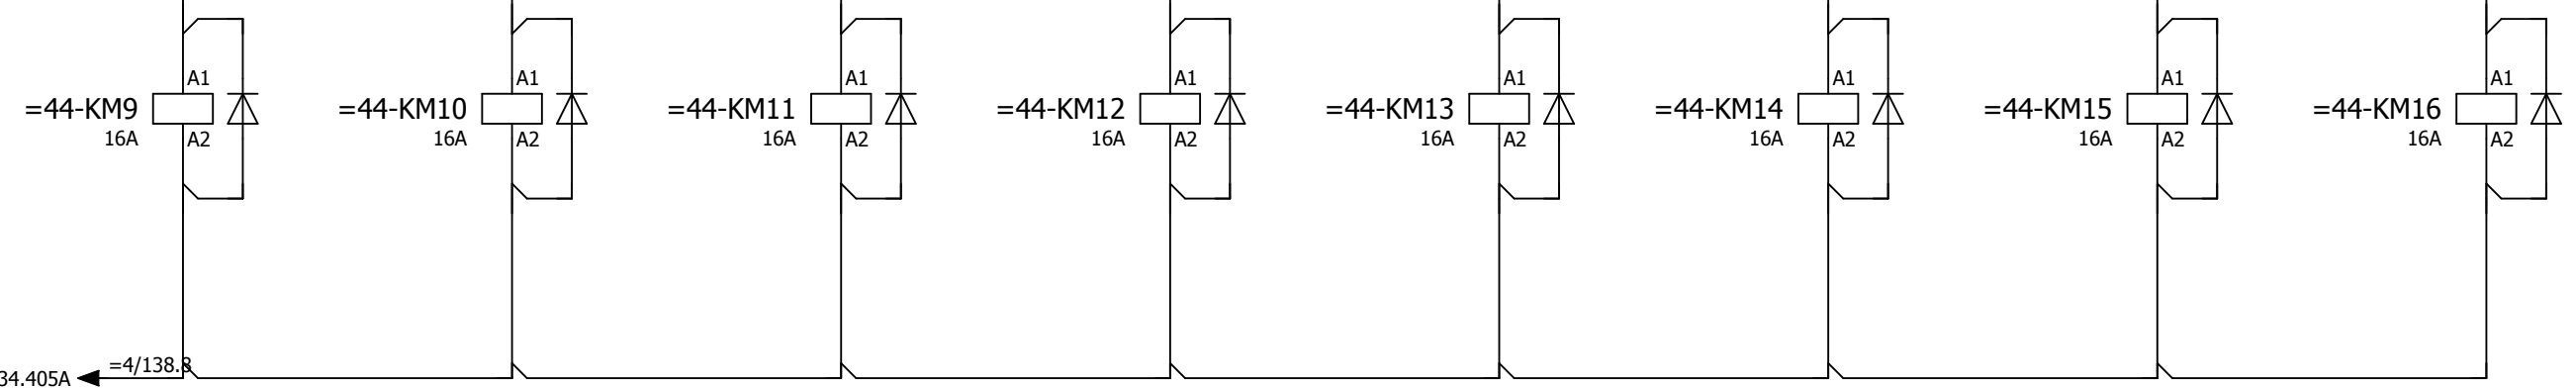 A1 A1 A1 A1 A1 A1 A1 A1
=44-KM9 =44-KM10 =44-KM11 =44-KM12 =44-KM13 =44-KM14 =44-KM15 =44-KM16
16A A2 16A A2 16A A2 16A A2 16A A2 16A A2 16A A2 16A A2
=4/138.8
34.405A